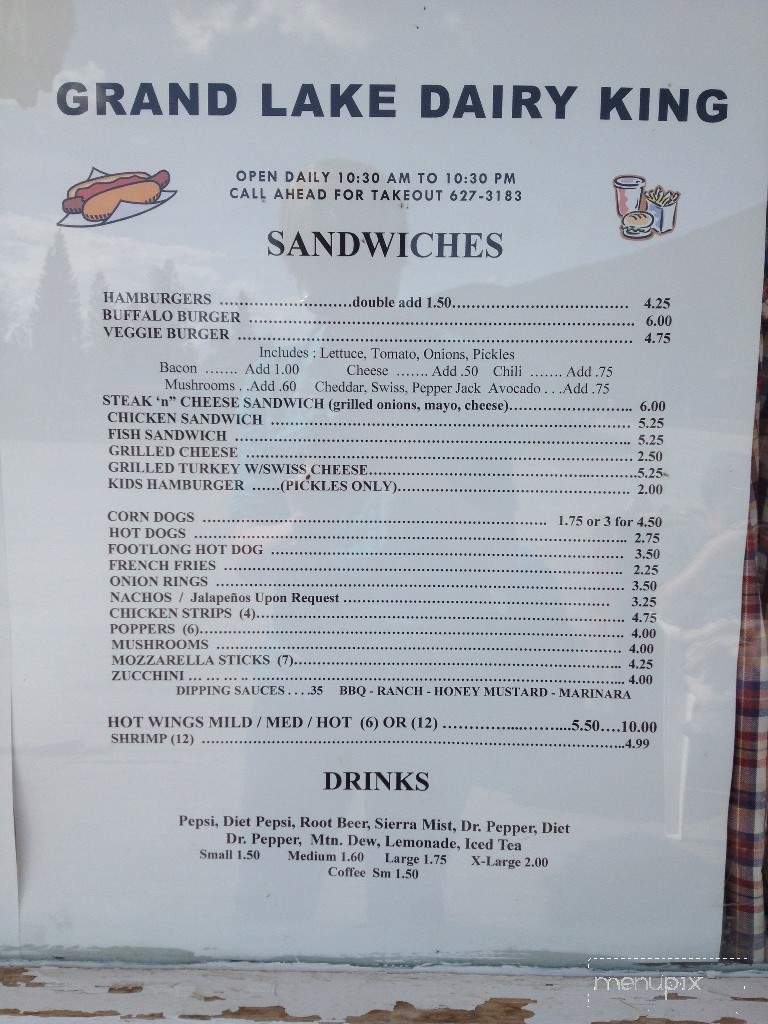 GRAND LAKE DAIRY KING
OPEN DAILY 10:30 AM TO 10:30 PM
CALL AHEAD FOR TAKEOUT 627-3183
SANDWICHES
HAMBURGERS ........................double add 1.50................................ 4.25
BUFFALO BURGER ................................................................ 6.00
VEGGIE BURGER ................................................................ 4.75
Includes : Lettuce, Tomato, Onions, Pickles
Bacon ....... Add 1.00 Cheese ....... Add .50 Chili ....... Add .75
Mushrooms . .Add .60 Cheddar, Swiss, Pepper Jack Avocado . . .Add .75
STEAK ‘n” CHEESE SANDWICH (grilled onions, mayo, cheese)........................ 6.00
CHICKEN SANDWICH ................................................................ 5.25
FISH SANDWICH ................................................................ 5.25
GRILLED CHEESE ................................................................ 2.50
GRILLED TURKEY W/SWISS CHEESE................................................5.25
KIDS HAMBURGER ......(PICKLES ONLY)........................................ 2.00
CORN DOGS ........................................................ 1.75 or 3 for 4.50
HOT DOGS ................................................................ 2.75
FOOTLONG HOT DOG ........................................................ 3.50
FRENCH FRIES ................................................................ 2.25
ONION RINGS ................................................................ 3.50
NACHOS / Jalapeños Upon Request ........................................ 3.25
CHICKEN STRIPS (4)........................................................ 4.75
POPPERS (6)................................................................ 4.00
MUSHROOMS ................................................................ 4.00
MOZZARELLA STICKS (7)........................................................ 4.25
ZUCCHINI ... ... ... .. ........................................................ 4.00
DIPPING SAUCES . . . .35 BBQ - RANCH - HONEY MUSTARD - MARINARA
HOT WINGS MILD / MED / HOT (6) OR (12) ........................5.50....10.00
SHRIMP (12) ................................................................4.99
DRINKS
Pepsi, Diet Pepsi, Root Beer, Sierra Mist, Dr. Pepper, Diet
Dr. Pepper, Mtn. Dew, Lemonade, Iced Tea
Small 1.50 Medium 1.60 Large 1.75 X-Large 2.00
Coffee Sm 1.50
menupix